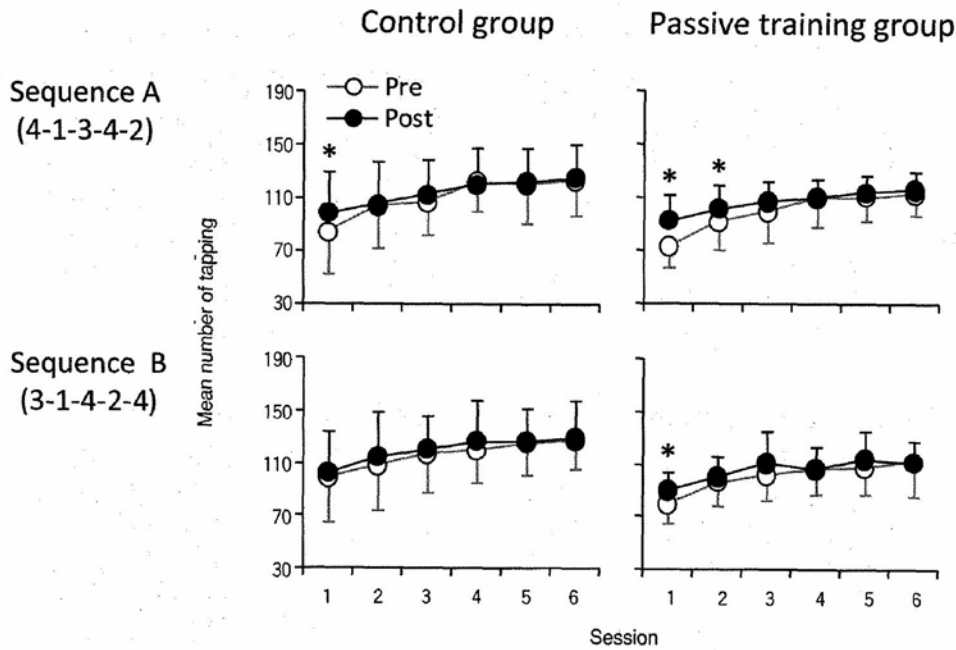 Control group
Passive training group
Sequence A
(4-1-3-4-2)
190
150
110
70
30
Pre
Post
*
* *
Mean number of tapping
Sequence B
(3-1-4-2-4)
190
150
110
70
30
*
1 2 3 4 5 6
1 2 3 4 5 6
Session